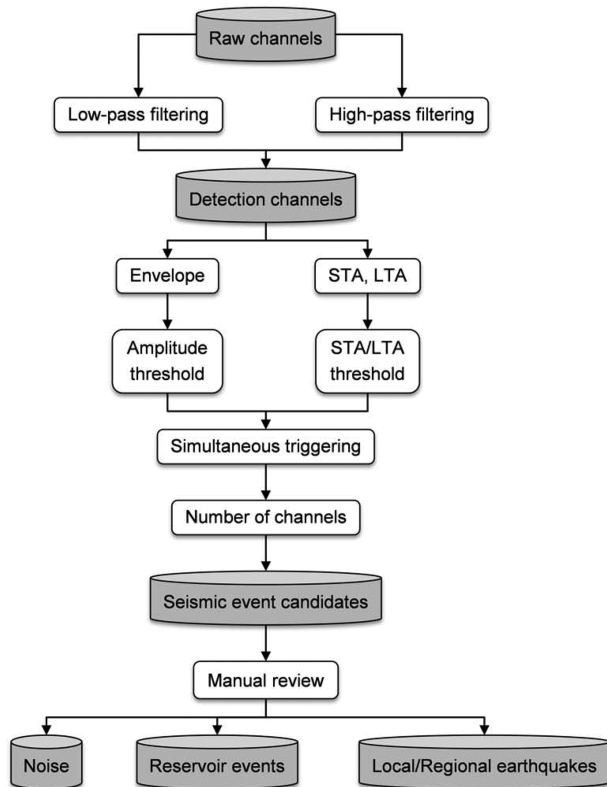 Raw channels
Low-pass filtering
High-pass filtering
Detection channels
Envelope
STA, LTA
Amplitude
threshold
STA/LTA
threshold
Simultaneous triggering
Number of channels
Seismic event candidates
Manual review
Noise
Reservoir events
Local/Regional earthquakes